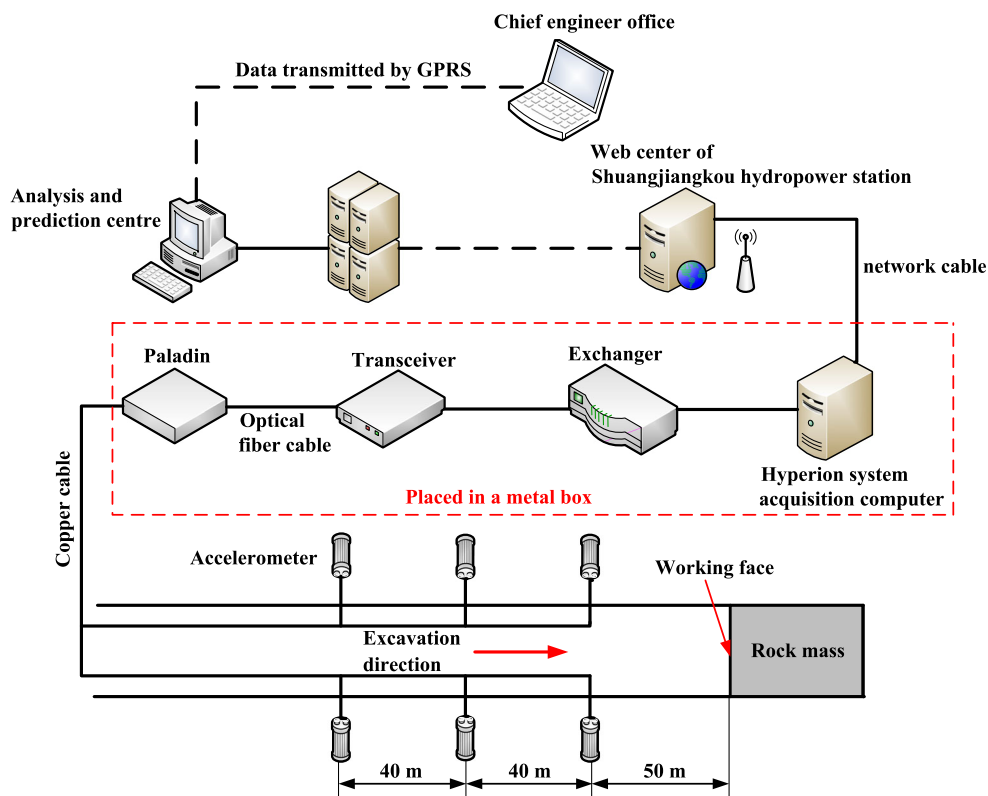 Chief engineer office
Data transmitted by GPRS
Web center of
Shuangjiangkou hydropower station
Analysis and
prediction centre
network cable
Paladin
Transceiver
Exchanger
Optical
fiber cable
Hyperion system
acquisition computer
Placed in a metal box
Copper cable
Accelerometer
Working face
Excavation
direction
Rock mass
40 m
40 m
50 m